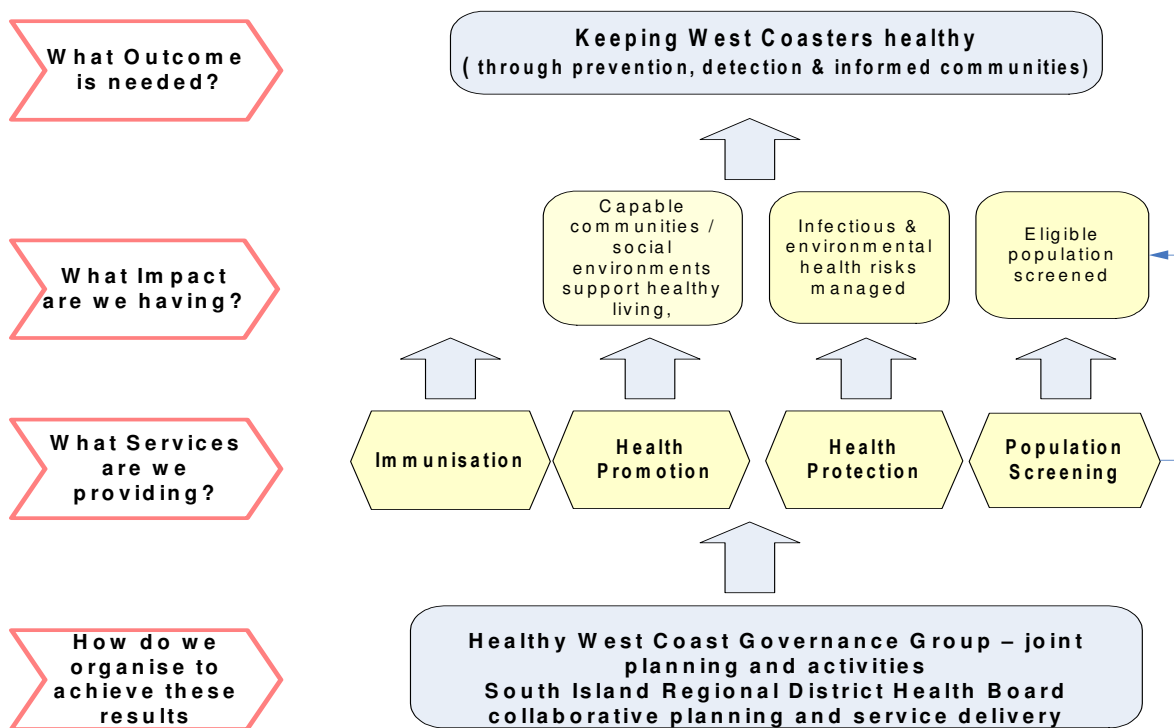 What Outcome
is needed?
Keeping West Coasters healthy
( through prevention, detection & informed communities)
What Impact
are we having?
Capable
communities /
social
environments
support healthy
living,
Infectious &
environmental
health risks
managed
Eligible
population
screened
What Services
are we
providing?
Immunisation
Health
Promotion
Health
Protection
Population
Screening
How do we
organise to
achieve these
results
Healthy West Coast Governance Group – joint
planning and activities
South Island Regional District Health Board
collaborative planning and service delivery